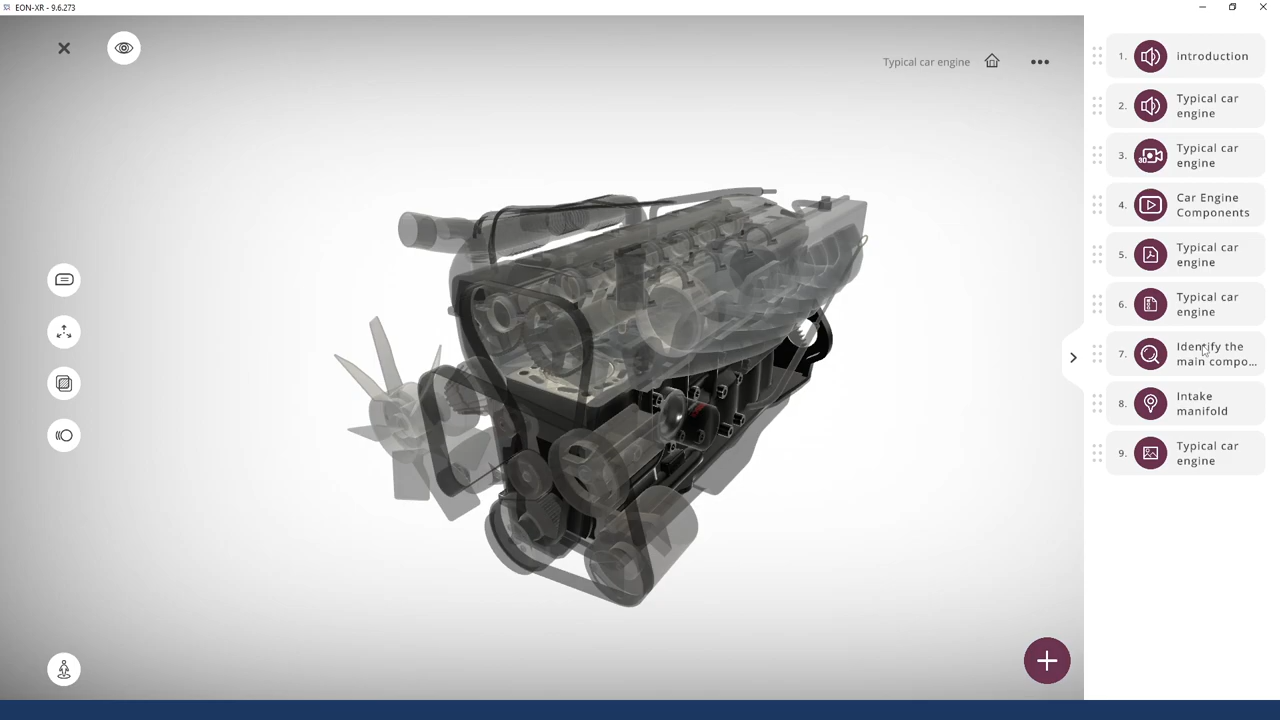 EON-XR - 9.6.273
Typical car engine
1. introduction
2. Typical car
engine
3. Typical car
engine
3D
4. Car Engine
Components
5. Typical car
engine
6. Typical car
engine
7. Identify the
main compo...
8. Intake
manifold
9. Typical car
engine